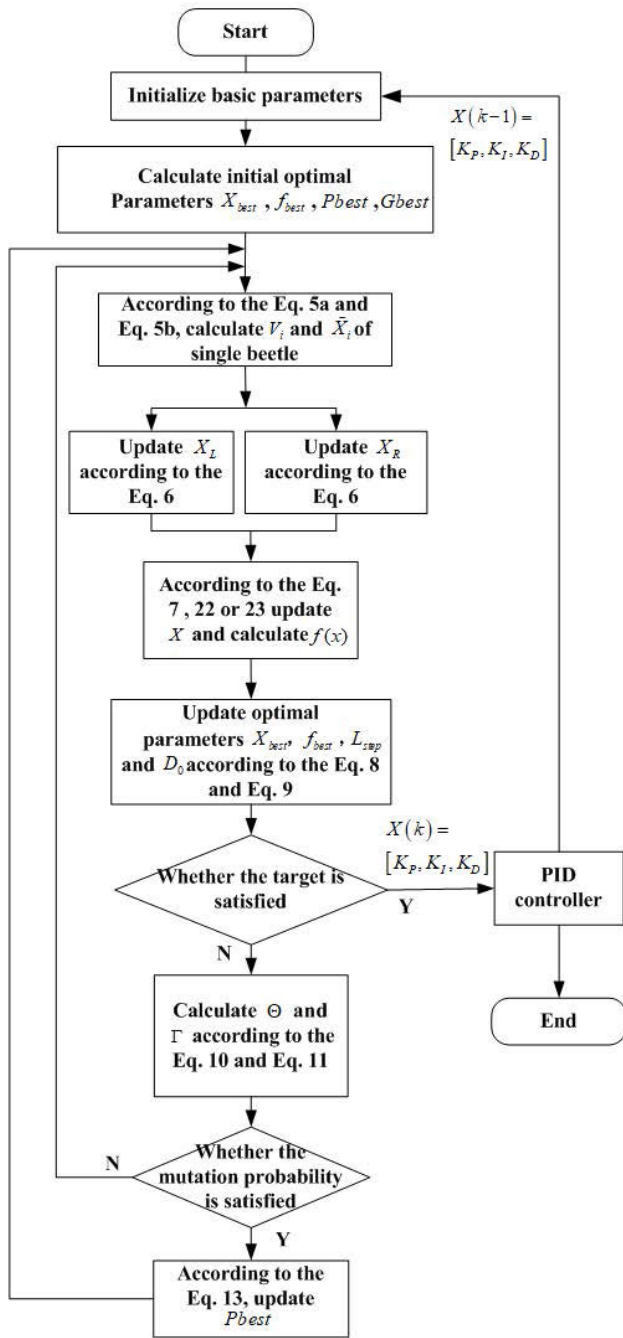 Start
Initialize basic parameters
X(k−1)=
[K_P, K_I, K_D]
Calculate initial optimal
Parameters X_best , f_best , Pbest ,Gbest
According to the Eq. 5a and
Eq. 5b, calculate V_i and X̄_i of
single beetle
Update X_L
according to the
Eq. 6
Update X_R
according to the
Eq. 6
According to the Eq.
7 , 22 or 23 update
X and calculate f(x)
Update optimal
parameters X_best, f_best , L_step
and D_0 according to the Eq. 8
and Eq. 9
X(k)=
[K_P, K_I, K_D]
Whether the target is
satisfied
Y
PID
controller
N
End
Calculate Θ and
Γ according to the
Eq. 10 and Eq. 11
Whether the
mutation probability
is satisfied
N
Y
According to the
Eq. 13, update
Pbest